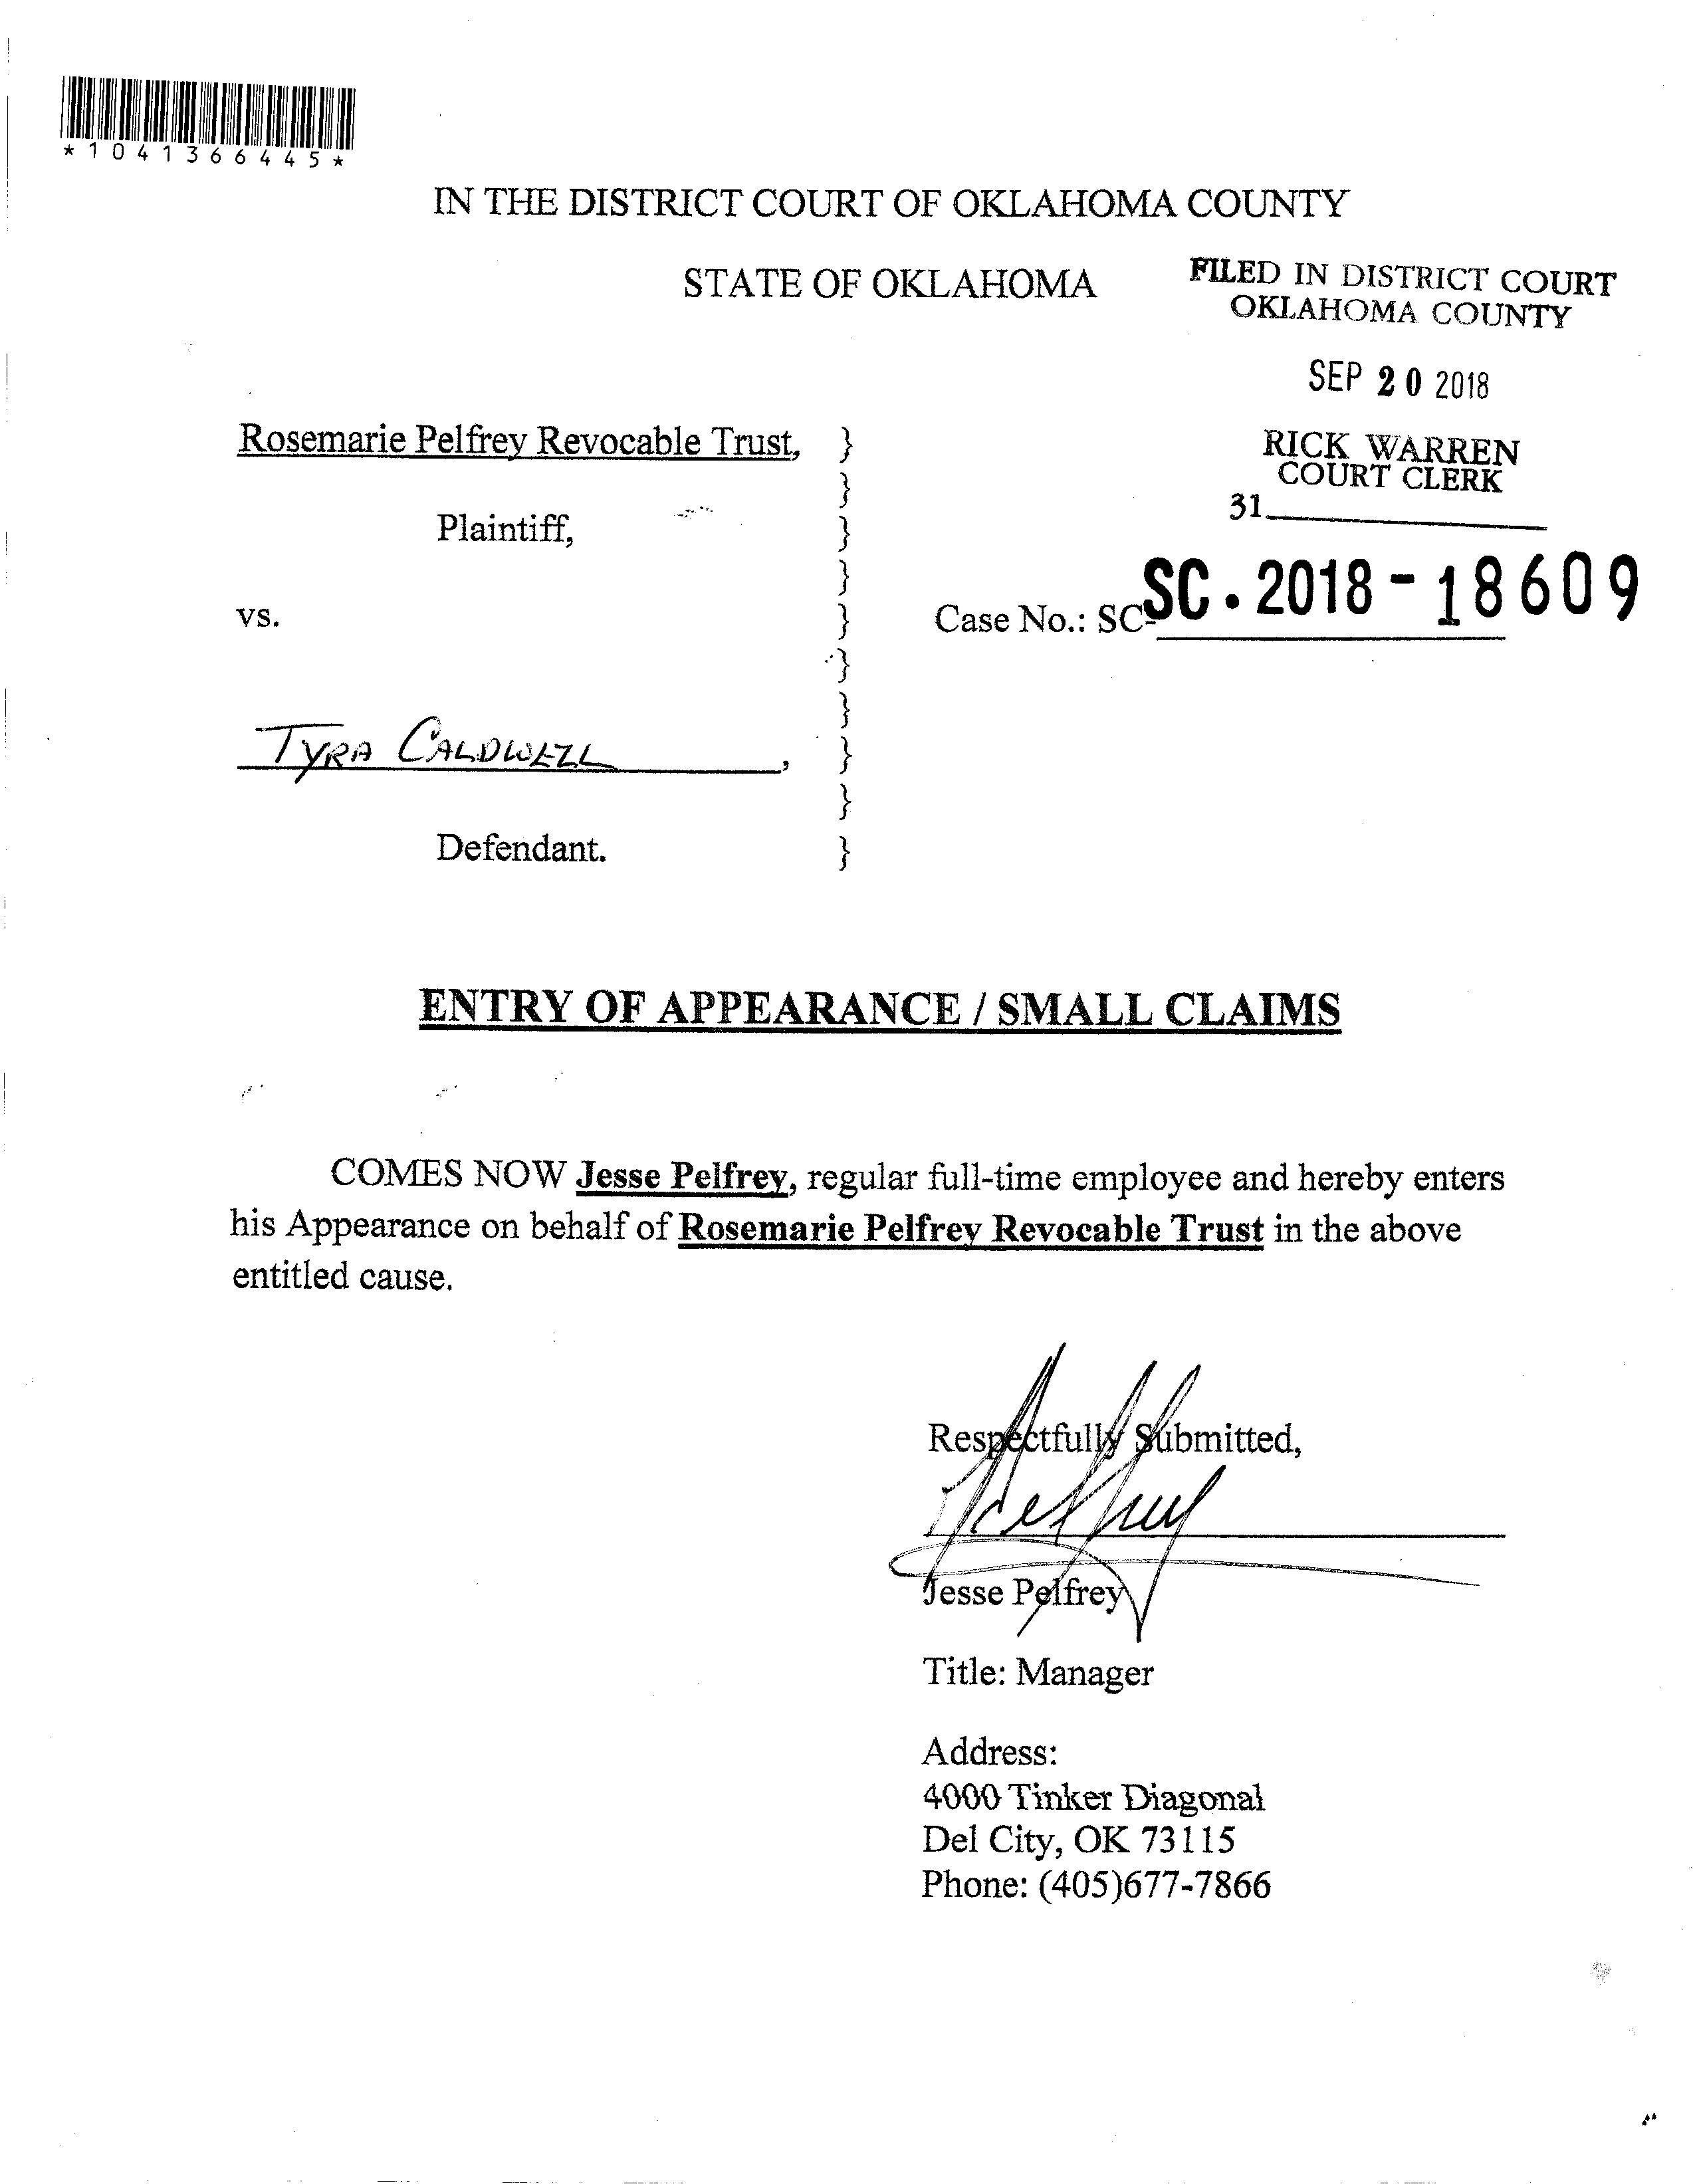 *1041366445*
IN THE DISTRICT COURT OF OKLAHOMA COUNTY
STATE OF OKLAHOMA
FILED IN DISTRICT COURT
OKLAHOMA COUNTY
SEP 20 2018
RICK WARREN
COURT CLERK
31
Rosemarie Pelfrey Revocable Trust, }
}
Plaintiff, }
}
vs. } Case No.: SC-SC.2018-18609
}
}
TYRA CALDWELL, }
}
Defendant. }
ENTRY OF APPEARANCE / SMALL CLAIMS
COMES NOW Jesse Pelfrey, regular full-time employee and hereby enters
his Appearance on behalf of Rosemarie Pelfrey Revocable Trust in the above
entitled cause.
Respectfully Submitted,
Pelfrey
Jesse Pelfrey
Title: Manager
Address:
4000 Tinker Diagonal
Del City, OK 73115
Phone: (405)677-7866